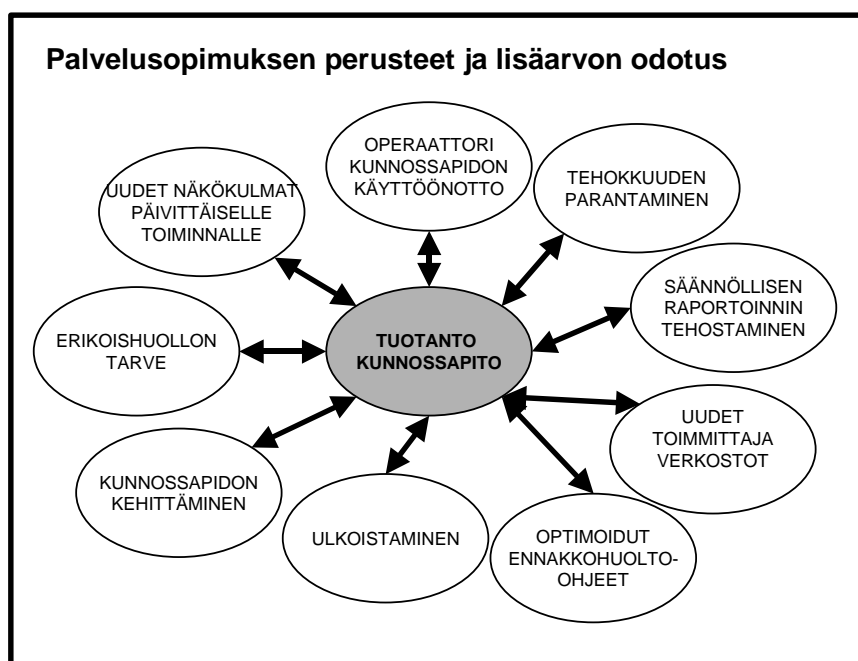 Palvelusopimuksen perusteet ja lisäarvon odotus
OPERAATTORI
KUNNOSSAPIDON
KÄYTTÖÖNOTTO
UUDET NÄKÖKULMAT
PÄIVITTÄISELLE
TOIMINNALLE
TEHOKKUUDEN
PARANTAMINEN
SÄÄNNÖLLISEN
RAPORTOINNIN
TEHOSTAMINEN
ERIKOISHUOLLON
TARVE
TUOTANTO
KUNNOSSAPITO
UUDET
TOIMMITTAJA
VERKOSTOT
KUNNOSSAPIDON
KEHITTÄMINEN
ULKOISTAMINEN
OPTIMOIDUT
ENNAKKOHUOLTO-
OHJEET